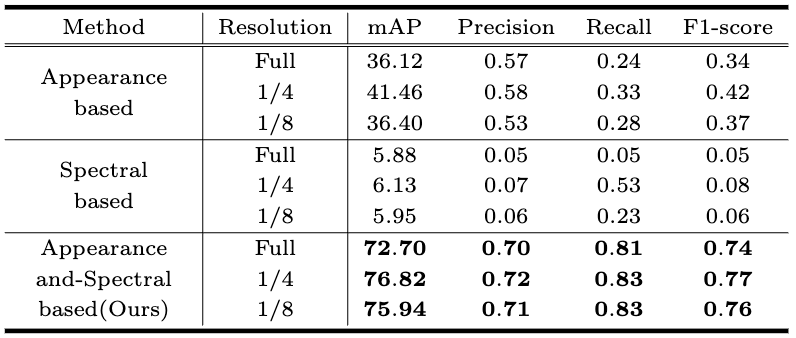 Method Resolution mAP Precision Recall F1-score
Appearance based Full 36.12 0.57 0.24 0.34
1/4 41.46 0.58 0.33 0.42
1/8 36.40 0.53 0.28 0.37
Spectral based Full 5.88 0.05 0.05 0.05
1/4 6.13 0.07 0.53 0.08
1/8 5.95 0.06 0.23 0.06
Appearance Full 72.70 0.70 0.81 0.74
and-Spectral 1/4 76.82 0.72 0.83 0.77
based(Ours) 1/8 75.94 0.71 0.83 0.76